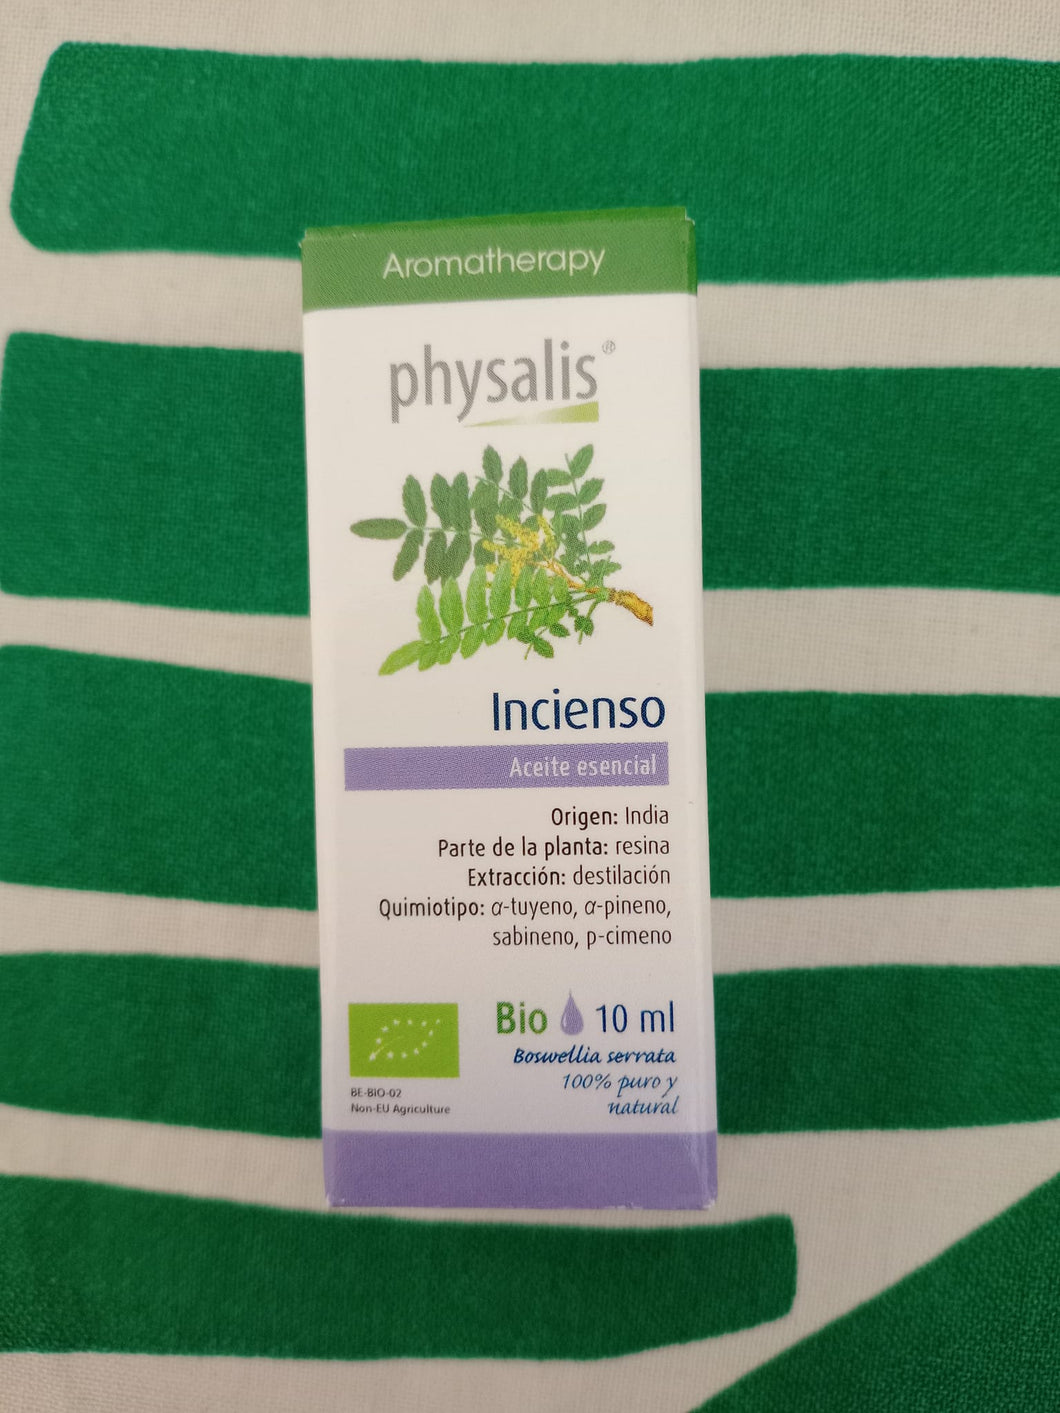 Aromatherapy
physalis®
Incienso
Aceite esencial
Origen: India
Parte de la planta: resina
Extracción: destilación
Quimiotipo: α-tuyeno, α-pineno,
sabineno, p-cimeno
Bio 10 ml
Boswellia serrata
100% puro y
natural
BE-BIO-02
Non-EU Agriculture